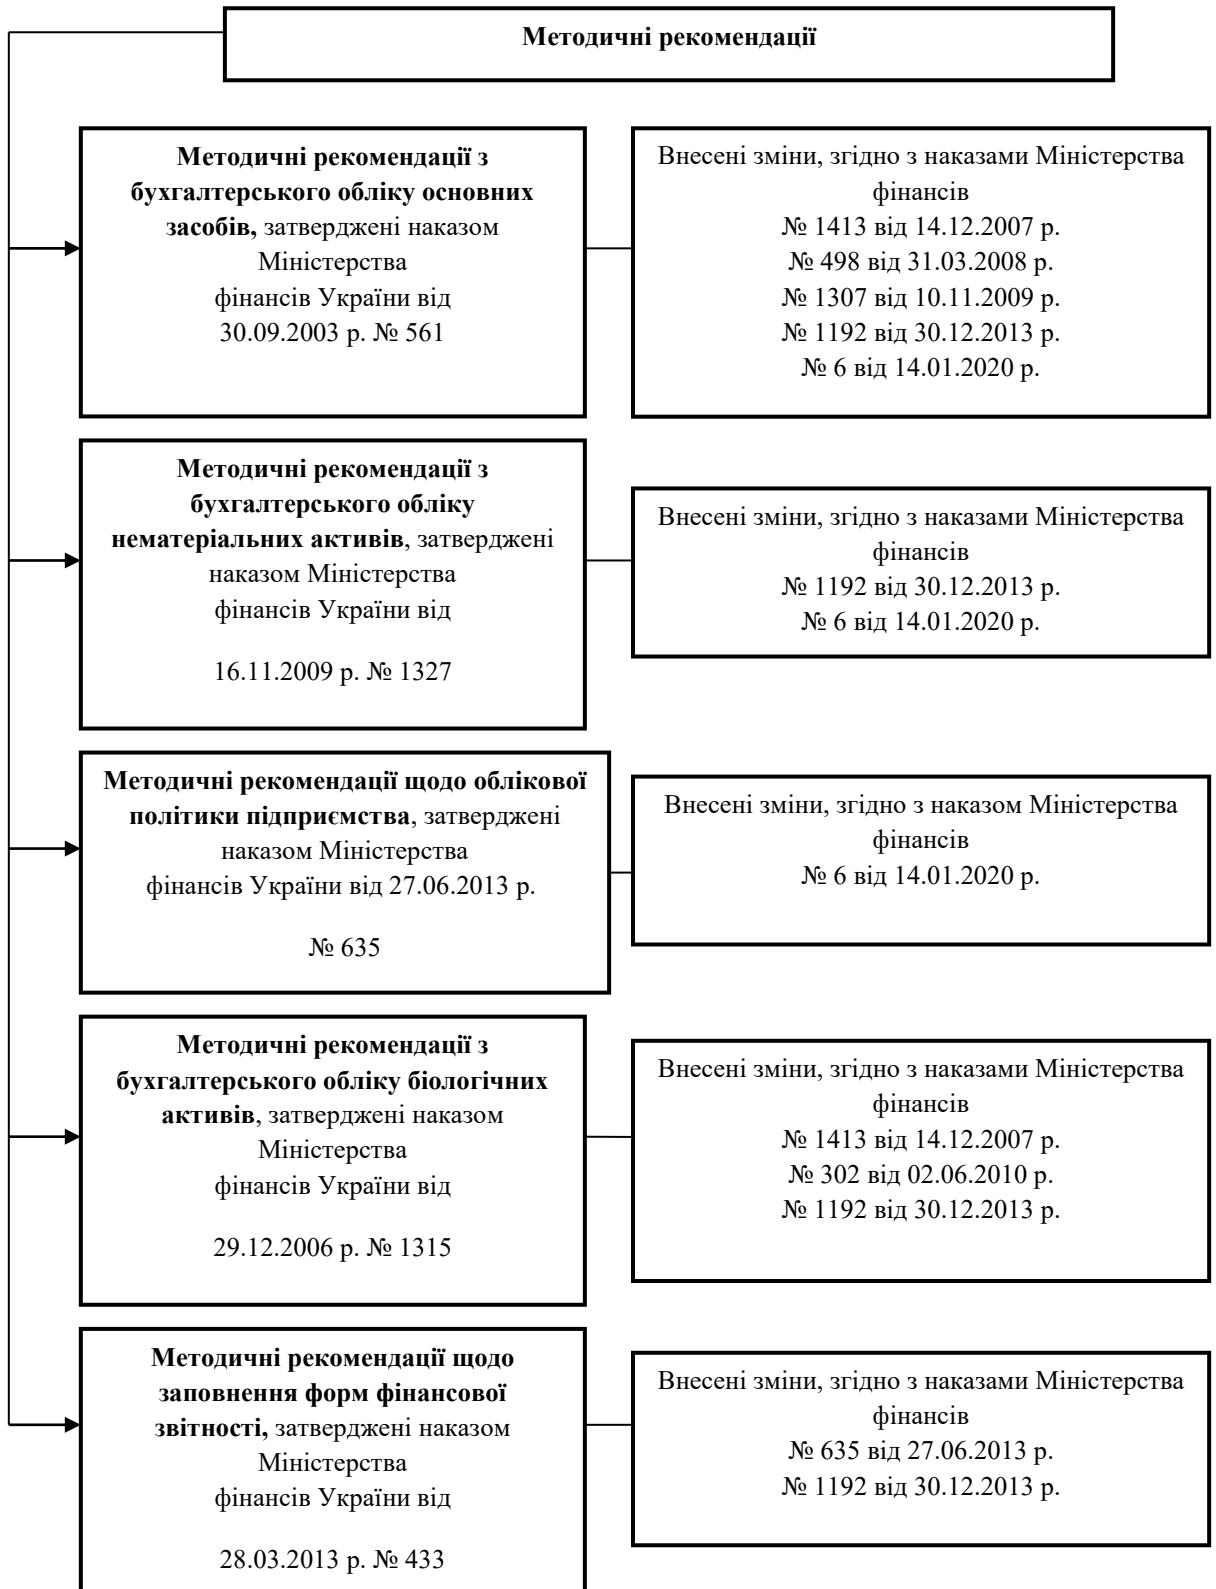 Методичні рекомендації
Методичні рекомендації з
бухгалтерського обліку основних
засобів, затверджені наказом
Міністерства
фінансів України від
30.09.2003 р. № 561
Внесені зміни, згідно з наказами Міністерства
фінансів
№ 1413 від 14.12.2007 р.
№ 498 від 31.03.2008 р.
№ 1307 від 10.11.2009 р.
№ 1192 від 30.12.2013 р.
№ 6 від 14.01.2020 р.
Методичні рекомендації з
бухгалтерського обліку
нематеріальних активів, затверджені
наказом Міністерства
фінансів України від
16.11.2009 р. № 1327
Внесені зміни, згідно з наказами Міністерства
фінансів
№ 1192 від 30.12.2013 р.
№ 6 від 14.01.2020 р.
Методичні рекомендації щодо облікової
політики підприємства, затверджені
наказом Міністерства
фінансів України від 27.06.2013 р.
№ 635
Внесені зміни, згідно з наказом Міністерства
фінансів
№ 6 від 14.01.2020 р.
Методичні рекомендації з
бухгалтерського обліку біологічних
активів, затверджені наказом
Міністерства
фінансів України від
29.12.2006 р. № 1315
Внесені зміни, згідно з наказами Міністерства
фінансів
№ 1413 від 14.12.2007 р.
№ 302 від 02.06.2010 р.
№ 1192 від 30.12.2013 р.
Методичні рекомендації щодо
заповнення форм фінансової
звітності, затверджені наказом
Міністерства
фінансів України від
28.03.2013 р. № 433
Внесені зміни, згідно з наказами Міністерства
фінансів
№ 635 від 27.06.2013 р.
№ 1192 від 30.12.2013 р.